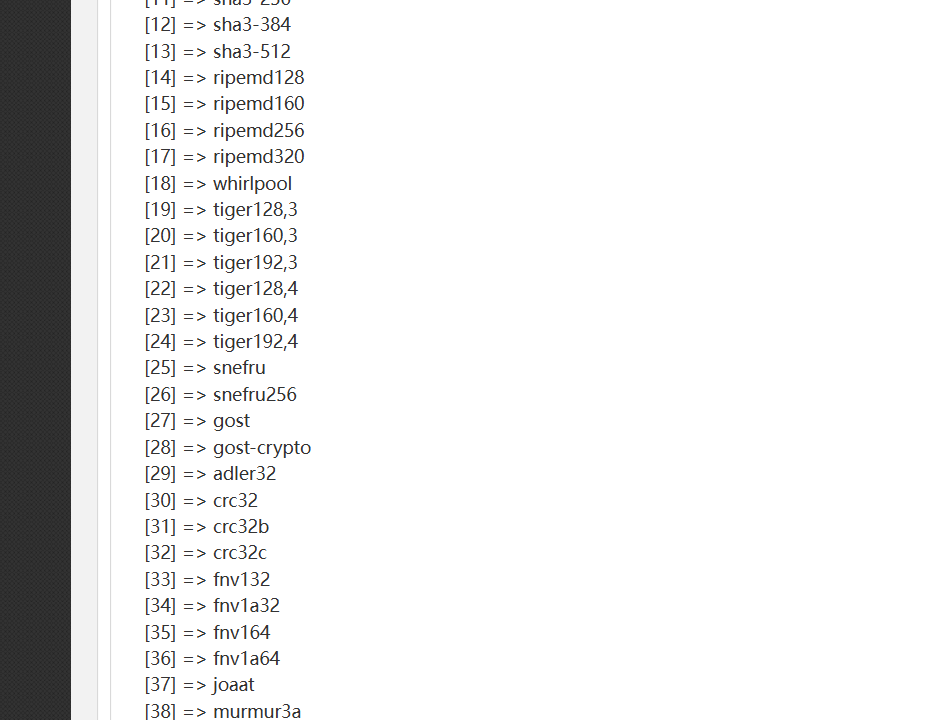 [11] => sha3-256
[12] => sha3-384
[13] => sha3-512
[14] => ripemd128
[15] => ripemd160
[16] => ripemd256
[17] => ripemd320
[18] => whirlpool
[19] => tiger128,3
[20] => tiger160,3
[21] => tiger192,3
[22] => tiger128,4
[23] => tiger160,4
[24] => tiger192,4
[25] => snefru
[26] => snefru256
[27] => gost
[28] => gost-crypto
[29] => adler32
[30] => crc32
[31] => crc32b
[32] => crc32c
[33] => fnv132
[34] => fnv1a32
[35] => fnv164
[36] => fnv1a64
[37] => joaat
[38] => murmur3a